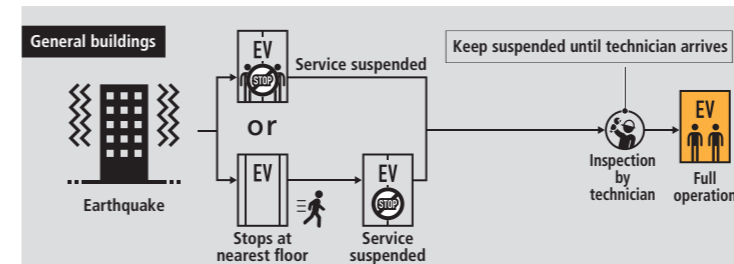 General buildings
EV
STOP
Service suspended
Keep suspended until technician arrives
or
EV
Inspection
by
technician
Full
operation
Earthquake
EV
Stops at
nearest floor
EV
STOP
Service
suspended